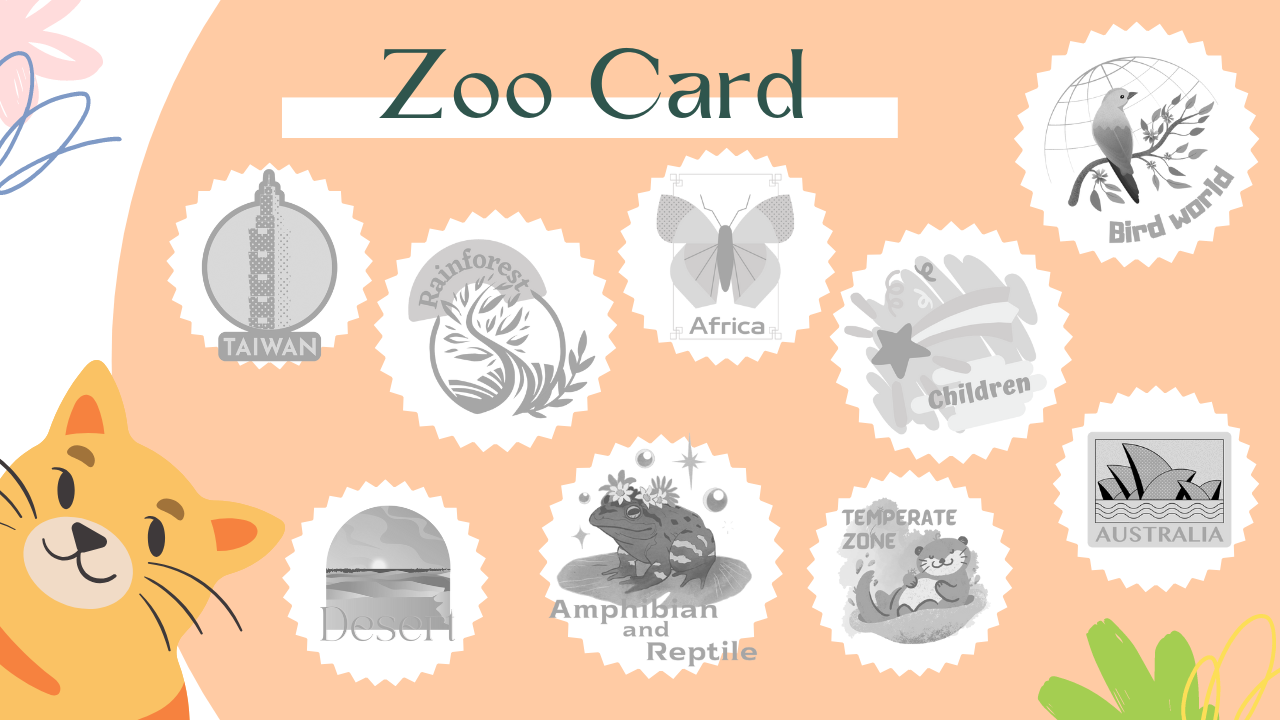 Zoo Card
Bird world
TAIWAN
Rainforest
Africa
Children
TEMPERATE
ZONE
AUSTRALIA
Desert
Amphibian
and
Reptile